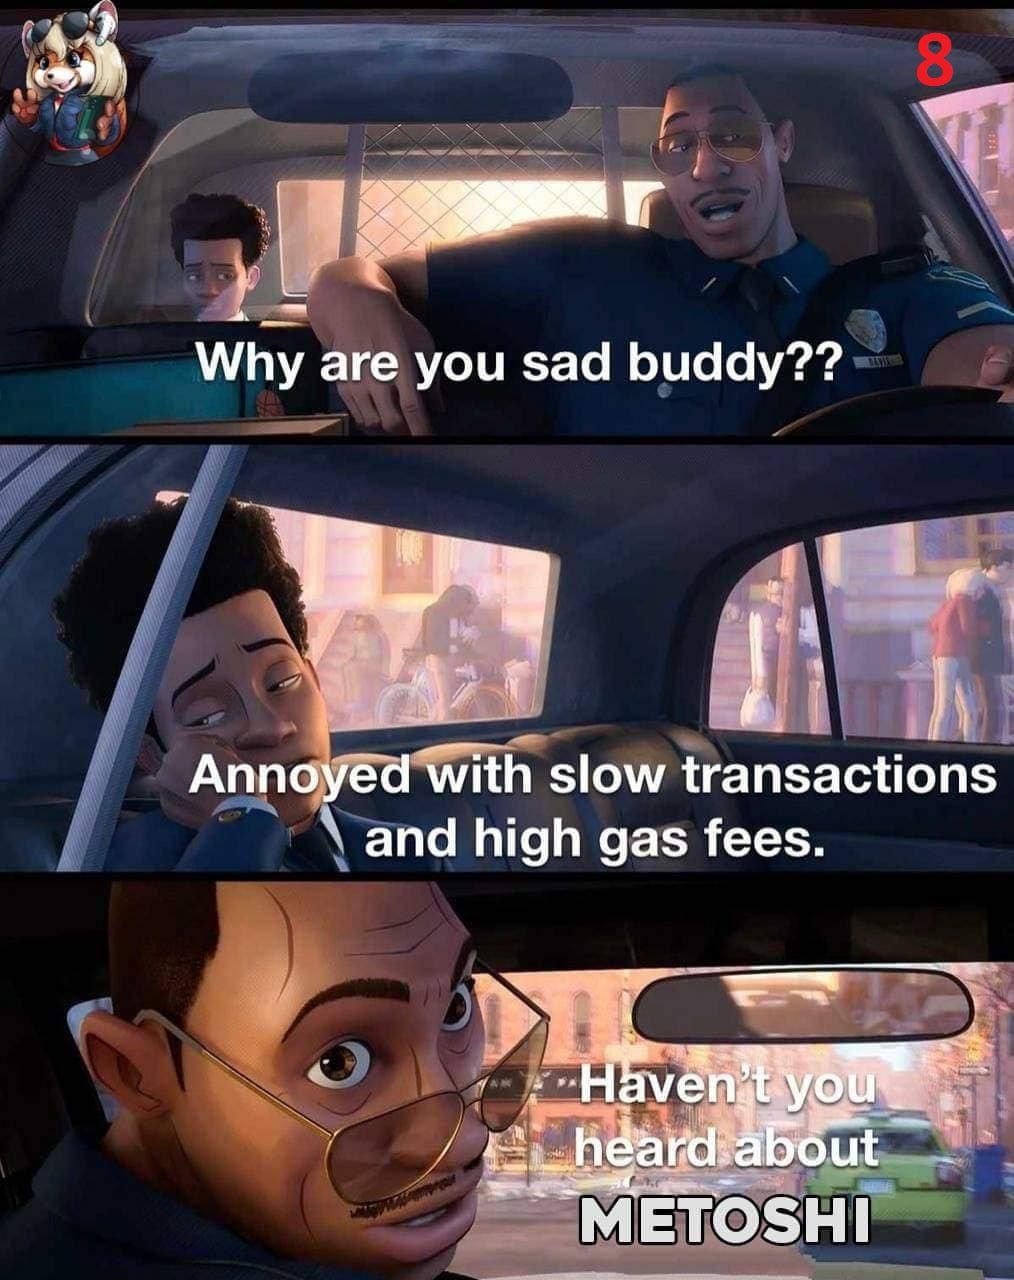 8
Why are you sad buddy??
DAVIS
Annoyed with slow transactions
and high gas fees.
Haven't you
heard about
METOSHI